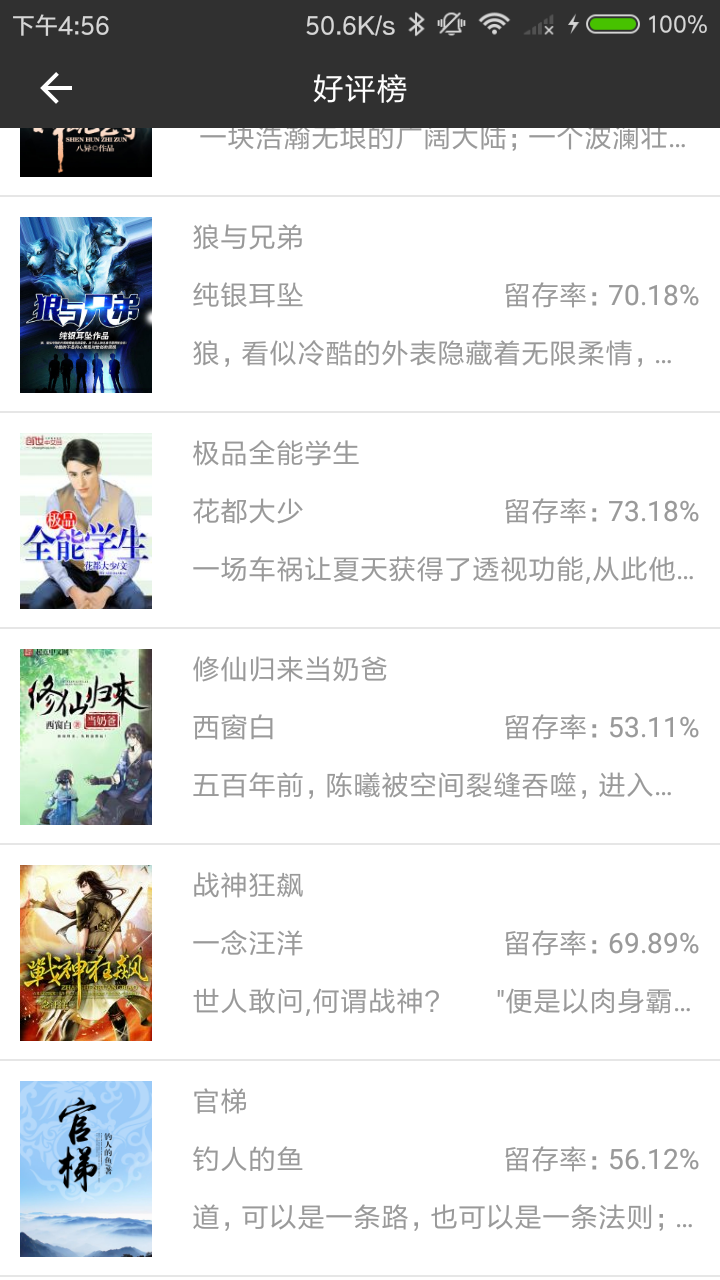 下午4:56 50.6K/s 100%
好评榜
SHEN HUN ZHI ZUN
八异◎作品
一块浩瀚无垠的广阔大陆；一个波澜壮...
狼与兄弟
纯银耳坠作品
狼与兄弟
纯银耳坠 留存率：70.18%
狼，看似冷酷的外表隐藏着无限柔情，...
极品
全能学生
花都大少/文
极品全能学生
花都大少 留存率：73.18%
一场车祸让夏天获得了透视功能,从此他...
修仙归来
当奶爸
西窗白 著
修仙归来当奶爸
西窗白 留存率：53.11%
五百年前，陈曦被空间裂缝吞噬，进入...
戰神狂飙
战神狂飙
一念汪洋 留存率：69.89%
世人敢问,何谓战神？ "便是以肉身霸...
官梯
钓人的鱼 著
官梯
钓人的鱼 留存率：56.12%
道，可以是一条路，也可以是一条法则；...